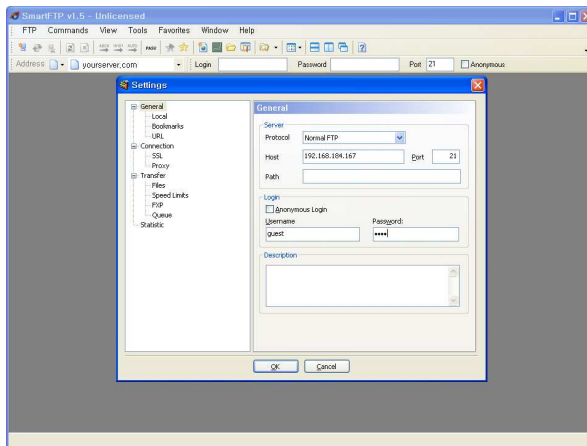 SmartFTP v1.5 - Unlicensed
FTP Commands View Tools Favorites Window Help
Address yourserver.com Login Password Port 21 Anonymous
Settings
General
Local
Bookmarks
URL
Connection
SSL
Proxy
Transfer
Files
Speed Limits
FXP
Queue
Statistic
General
Server
Protocol Normal FTP
Host 192.168.184.167 Port 21
Path
Login
Anonymous Login
Username Password:
guest ••••
Description
OK Cancel